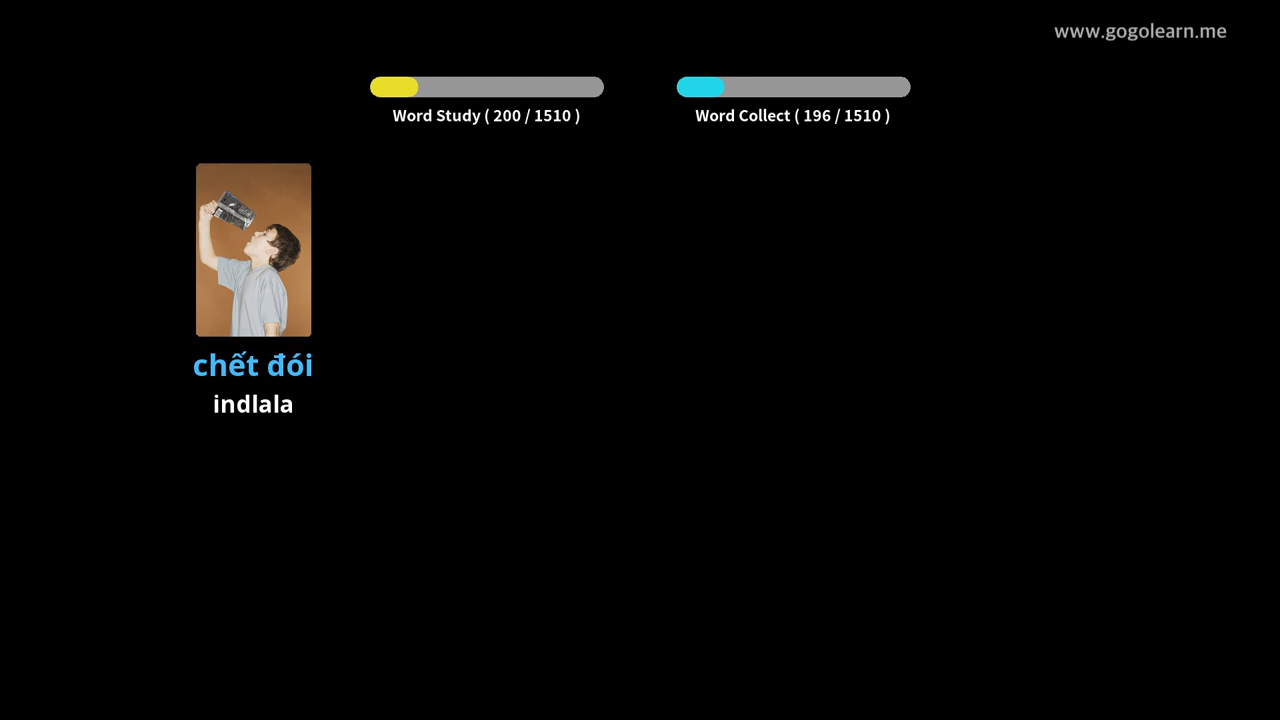 www.gogolearn.me
Word Study ( 200 / 1510 )
Word Collect ( 196 / 1510 )
chết đói
indlala